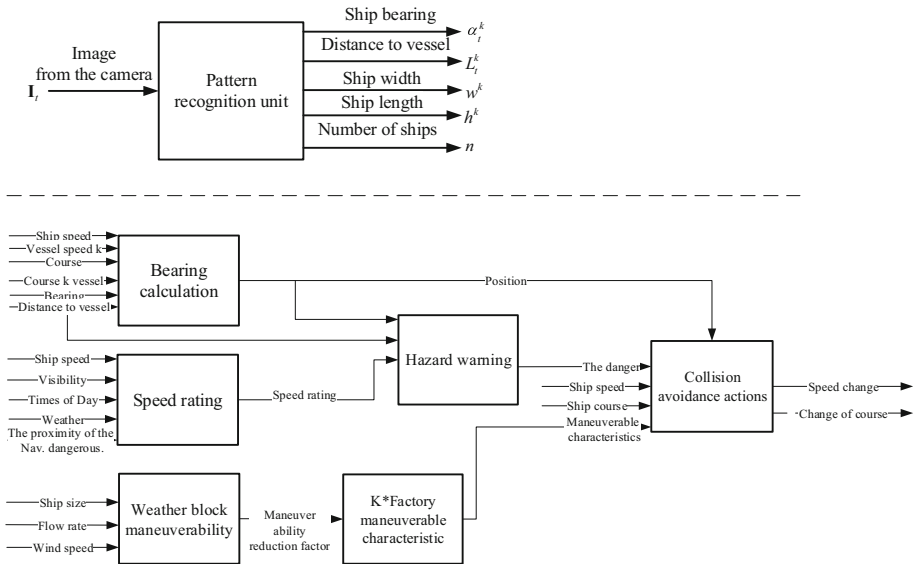 Ship bearing
α_t^k
Distance to vessel
L_t^k
Image
from the camera
I_t
Pattern
recognition unit
Ship width
w^k
Ship length
h^k
Number of ships
n
Ship speed
Vessel speed k
Course
Course k vessel
Bearing
Distance to vessel
Bearing
calculation
Position
Hazard warning
Ship speed
Visibility
Times of Day
Weather
The proximity of the
Nav. dangerous.
Speed rating
Speed rating
The danger
Ship speed
Ship course
Maneuverable
characteristics
Collision
avoidance actions
Speed change
Change of course
Ship size
Flow rate
Wind speed
Weather block
maneuverability
Maneuver
ability
reduction factor
K*Factory
maneuverable
characteristic